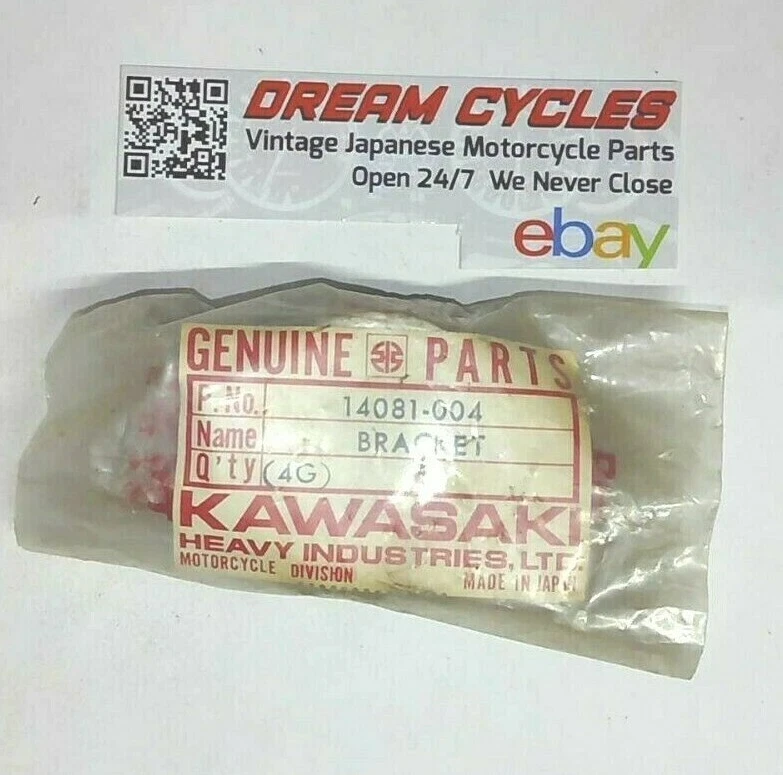 DREAM CYCLES
Vintage Japanese Motorcycle Parts
Open 24/7 We Never Close
ebay
GENUINE PARTS
P. No. 14081-004
Name BRACKET
Q'ty (4G)
KAWASAKI
HEAVY INDUSTRIES, LTD.
MOTORCYCLE DIVISION MADE IN JAPAN